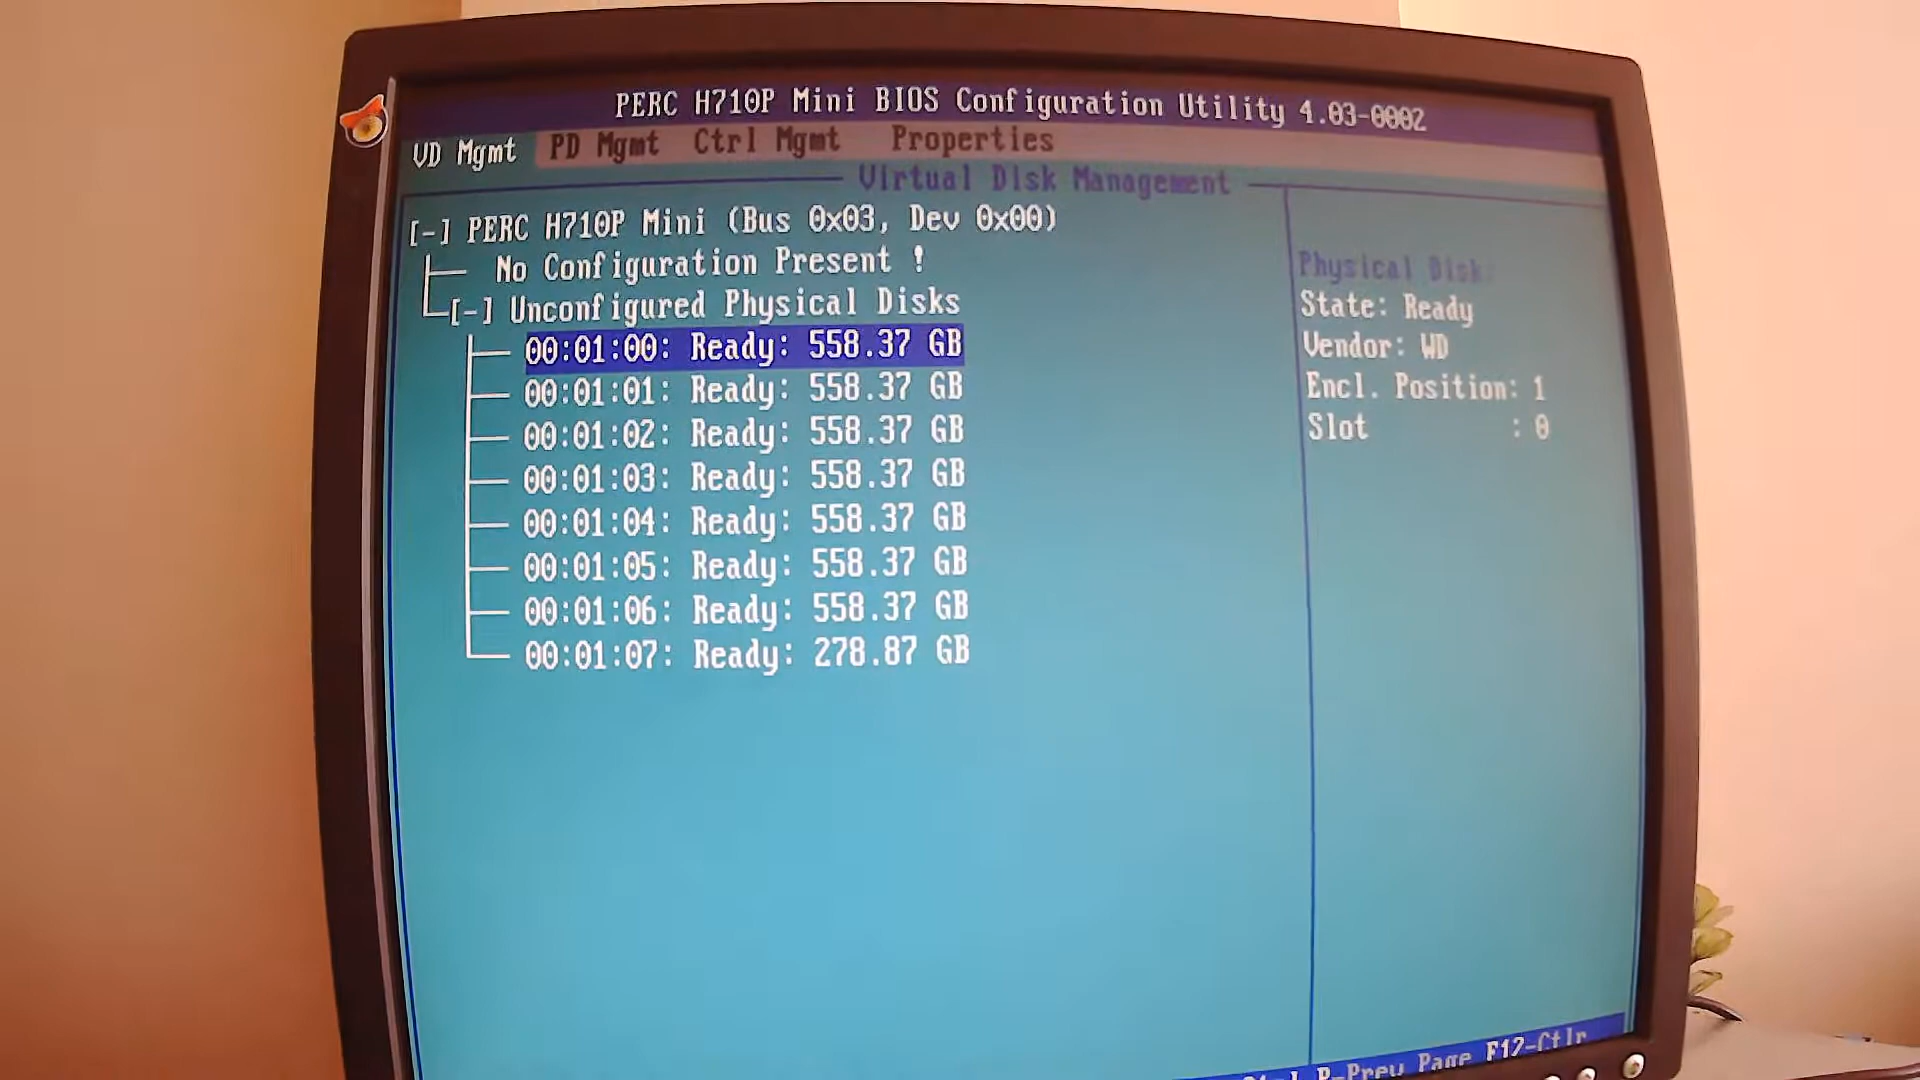 PERC H710P Mini BIOS Configuration Utility 4.03-0002
VD Mgmt PD Mgmt Ctrl Mgmt Properties
Virtual Disk Management
[-] PERC H710P Mini (Bus 0x03, Dev 0x00)
No Configuration Present !
[-] Unconfigured Physical Disks
00:01:00: Ready: 558.37 GB
00:01:01: Ready: 558.37 GB
00:01:02: Ready: 558.37 GB
00:01:03: Ready: 558.37 GB
00:01:04: Ready: 558.37 GB
00:01:05: Ready: 558.37 GB
00:01:06: Ready: 558.37 GB
00:01:07: Ready: 278.87 GB
Physical Disk:
State: Ready
Vendor: WD
Encl. Position: 1
Slot : 0
P-Prev Page F12-Ctlr